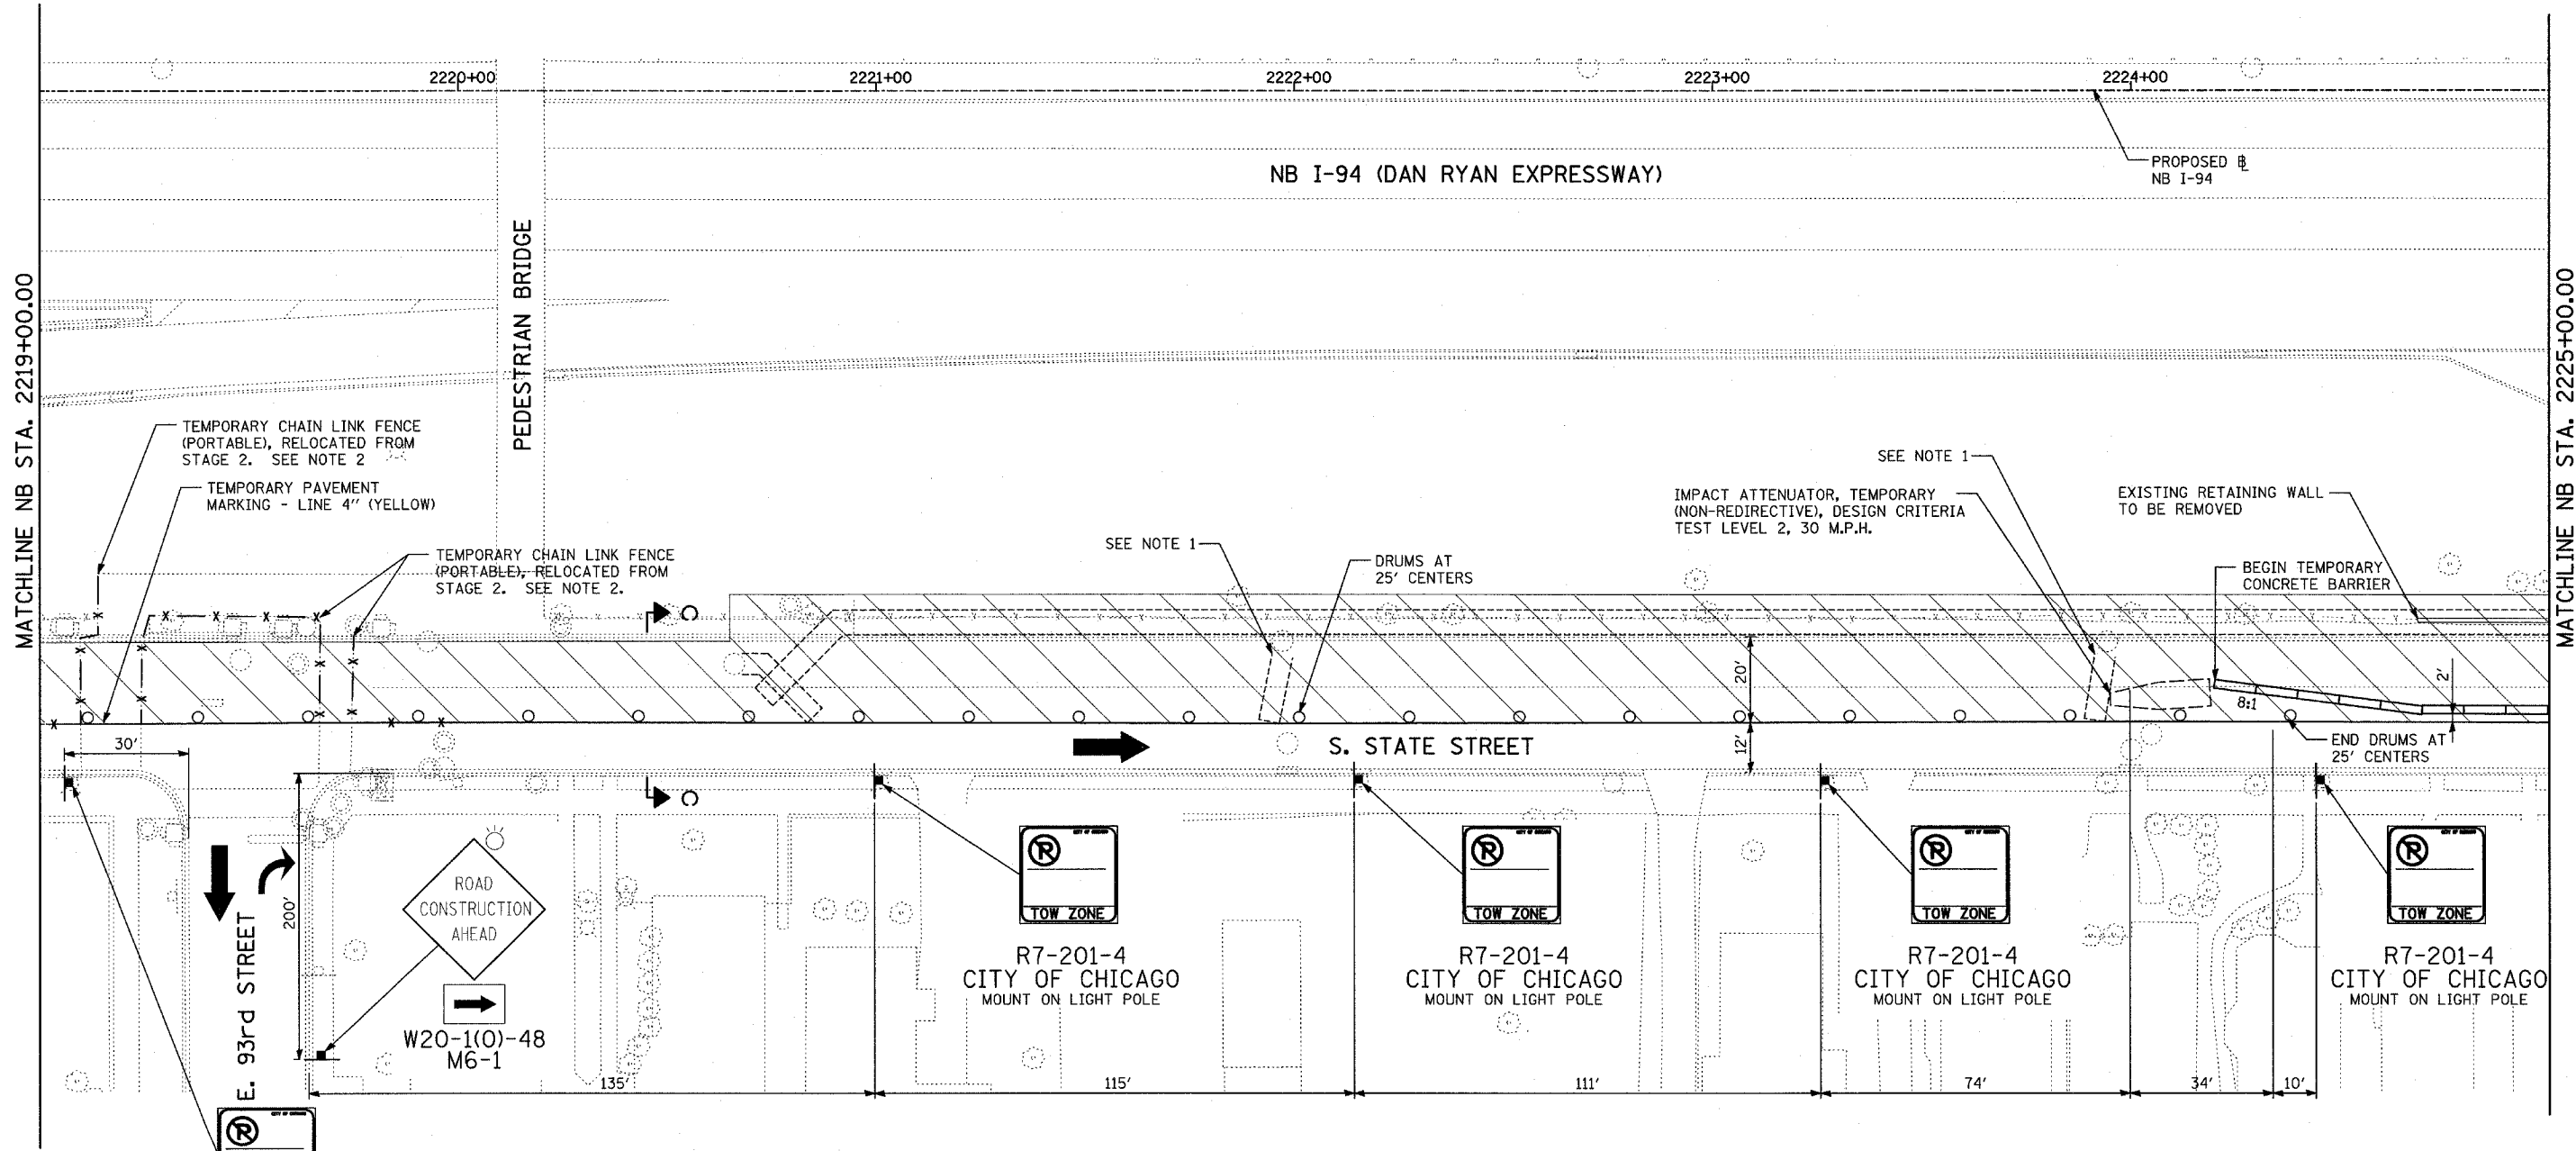 2220+00
2221+00
2222+00
2223+00
2224+00
NB I-94 (DAN RYAN EXPRESSWAY)
PROPOSED ℄
NB I-94
MATCHLINE NB STA. 2219+00.00
PEDESTRIAN BRIDGE
MATCHLINE NB STA. 2225+00.00
TEMPORARY CHAIN LINK FENCE
(PORTABLE), RELOCATED FROM
STAGE 2. SEE NOTE 2
TEMPORARY PAVEMENT
MARKING - LINE 4" (YELLOW)
TEMPORARY CHAIN LINK FENCE
(PORTABLE), RELOCATED FROM
STAGE 2. SEE NOTE 2.
SEE NOTE 1
DRUMS AT
25' CENTERS
SEE NOTE 1
IMPACT ATTENUATOR, TEMPORARY
(NON-REDIRECTIVE), DESIGN CRITERIA
TEST LEVEL 2, 30 M.P.H.
EXISTING RETAINING WALL
TO BE REMOVED
BEGIN TEMPORARY
CONCRETE BARRIER
O
20'
2'
8:1
30'
S. STATE STREET
12'
END DRUMS AT
25' CENTERS
O
200'
E. 93rd STREET
ROAD
CONSTRUCTION
AHEAD
W20-1(O)-48
M6-1
R
TOW ZONE
R7-201-4
CITY OF CHICAGO
MOUNT ON LIGHT POLE
R
TOW ZONE
R7-201-4
CITY OF CHICAGO
MOUNT ON LIGHT POLE
R
TOW ZONE
R7-201-4
CITY OF CHICAGO
MOUNT ON LIGHT POLE
R
TOW ZONE
R7-201-4
CITY OF CHICAGO
MOUNT ON LIGHT POLE
135'
115'
111'
74'
34'
10'
R